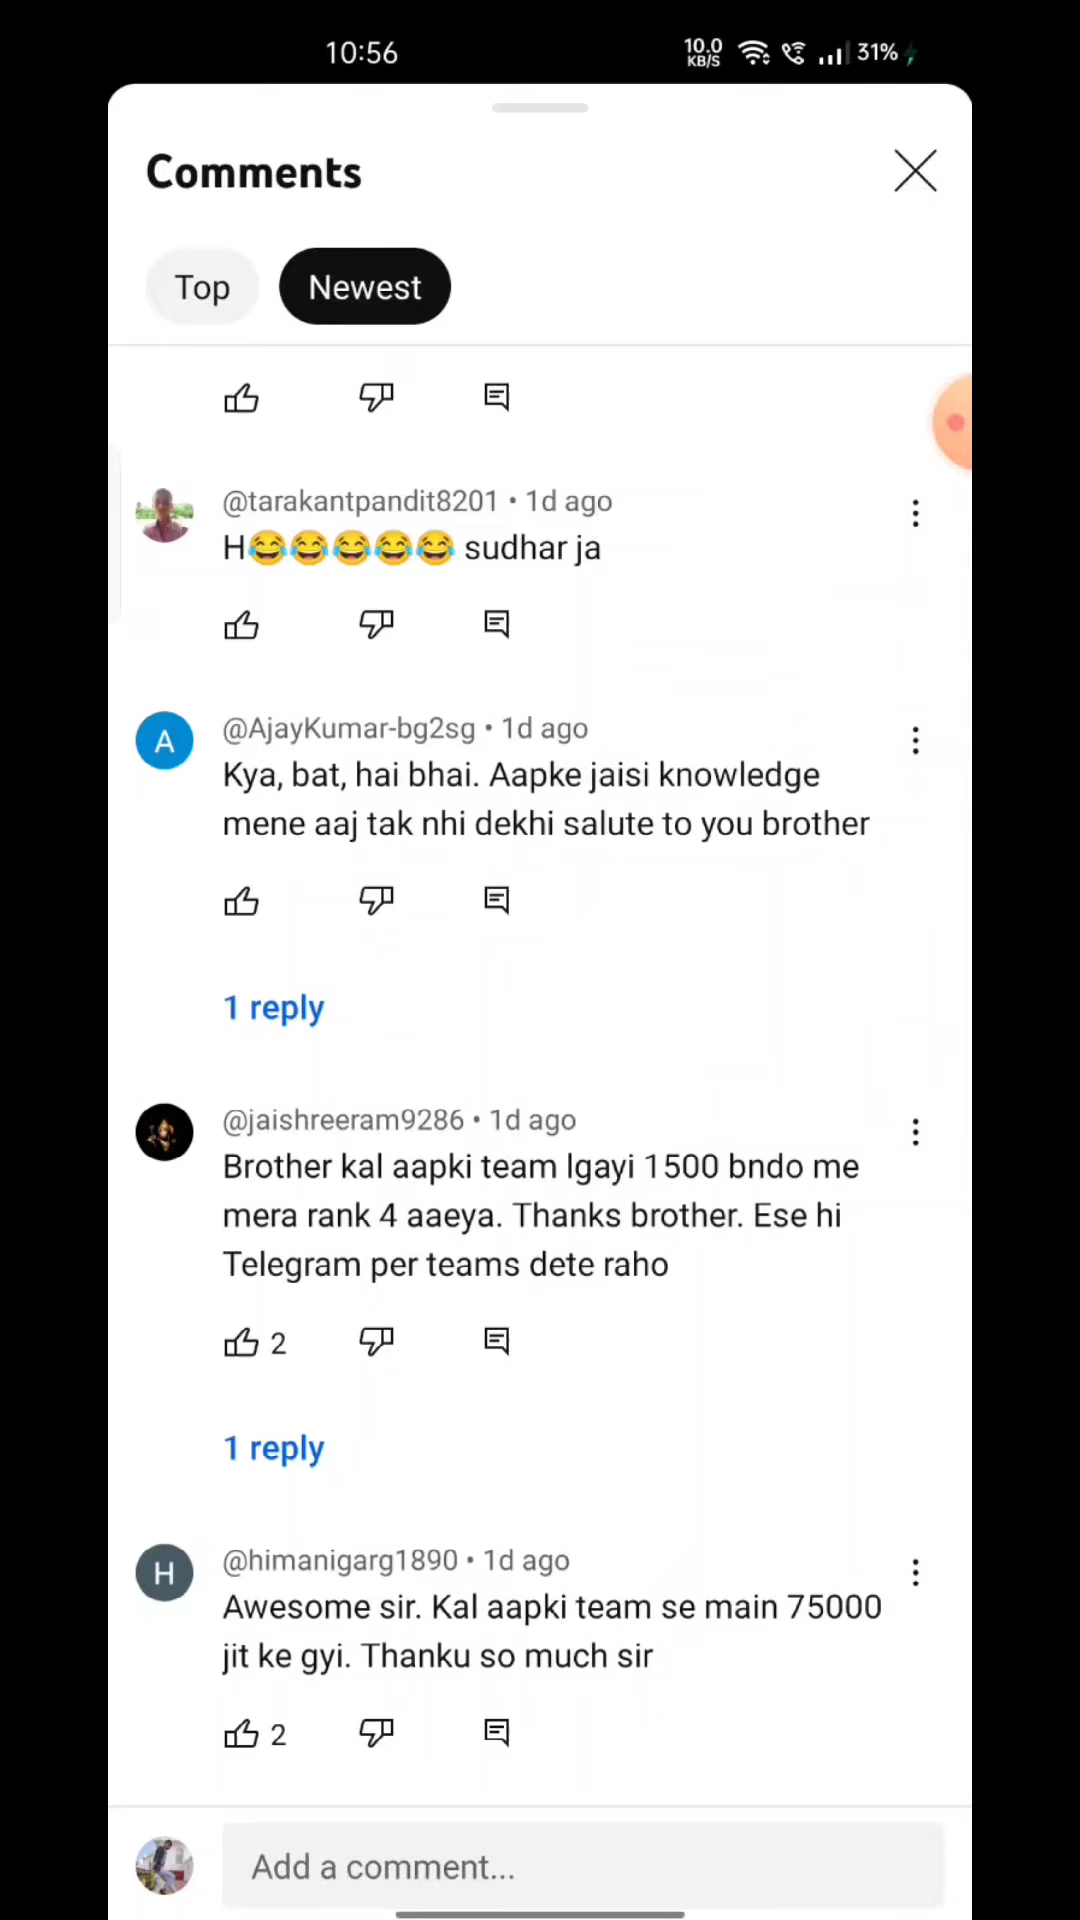 10:56
10.0
KB/S
31%
Comments
Top
Newest
@tarakantpandit8201 • 1d ago
H😂😂😂😂😂 sudhar ja
A
@AjayKumar-bg2sg • 1d ago
Kya, bat, hai bhai. Aapke jaisi knowledge
mene aaj tak nhi dekhi salute to you brother
1 reply
@jaishreeram9286 • 1d ago
Brother kal aapki team lgayi 1500 bndo me
mera rank 4 aaeya. Thanks brother. Ese hi
Telegram per teams dete raho
2
1 reply
H
@himanigarg1890 • 1d ago
Awesome sir. Kal aapki team se main 75000
jit ke gyi. Thanku so much sir
2
Add a comment...